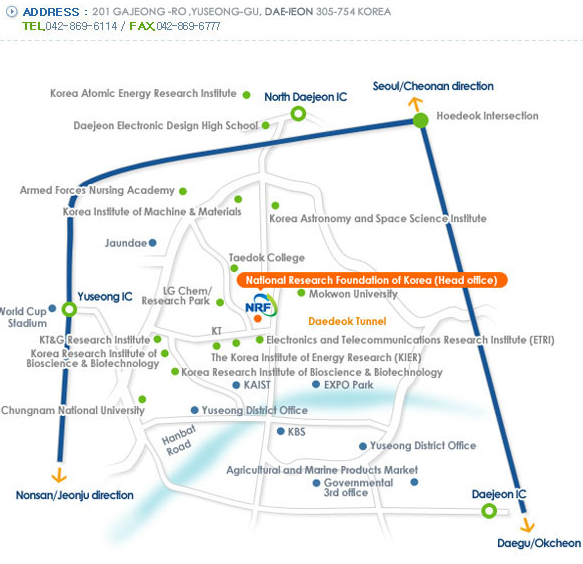 ADDRESS : 201 GAJEONG -RO ,YUSEONG-GU, DAE-JEON 305-754 KOREA
TEL,042-869-6114 / FAX,042-869-6777
Seoul/Cheonan direction
Korea Atomic Energy Research Institute
North Daejeon IC
Hoedeok Intersection
Daejeon Electronic Design High School
Armed Forces Nursing Academy
Korea Institute of Machine & Materials
Korea Astronomy and Space Science Institute
Jaundae
Taedok College
National Research Foundation of Korea (Head office)
Yuseong IC
LG Chem/
Research Park
NRF
Mokwon University
World Cup
Stadium
Daedeok Tunnel
KT
KT&G Research Institute
Electronics and Telecommunications Research Institute (ETRI)
Korea Research Institute of
Bioscience & Biotechnology
The Korea Institute of Energy Research (KIER)
Korea Research Institute of Bioscience & Biotechnology
KAIST
EXPO Park
Chungnam National University
Yuseong District Office
Hanbat
Road
KBS
Yuseong District Office
Agricultural and Marine Products Market
Governmental
3rd office
Nonsan/Jeonju direction
Daejeon IC
Daegu/Okcheon